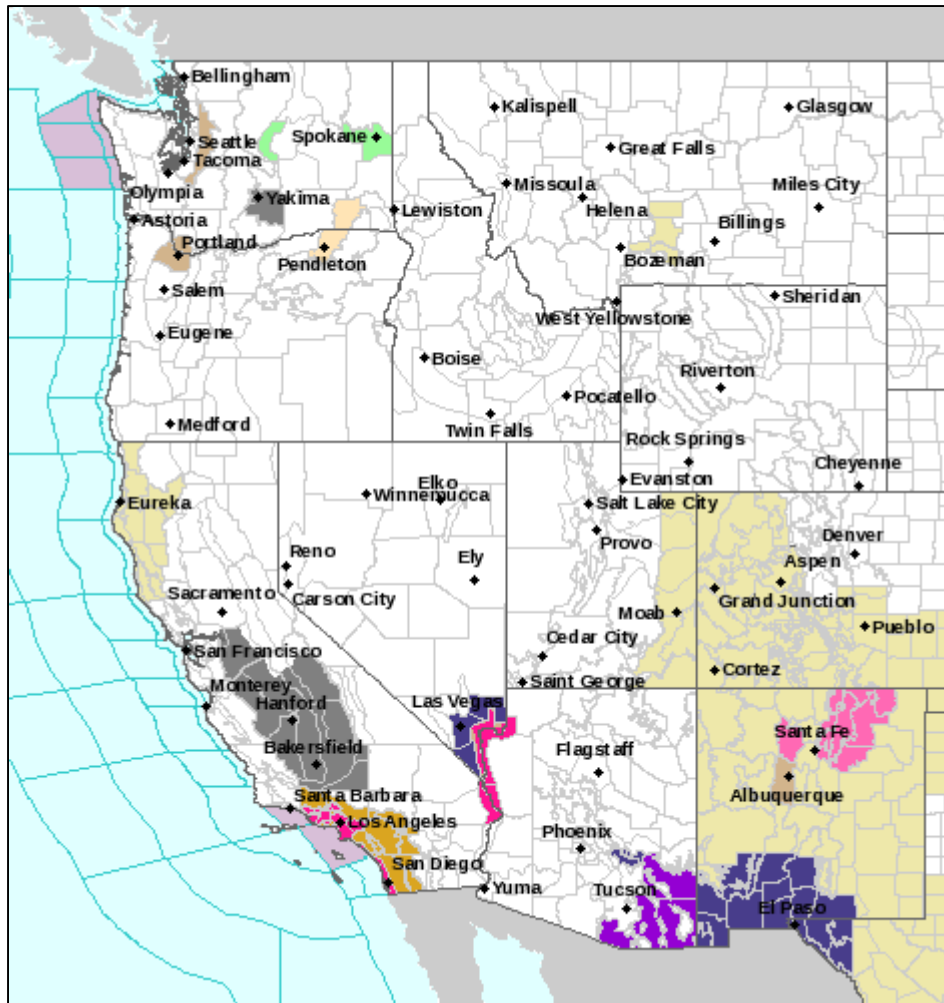 Bellingham
Kalispell
Glasgow
Seattle
Spokane
Great Falls
Tacoma
Olympia
Yakima
Lewiston
Missoula
Helena
Miles City
Astoria
Portland
Pendleton
Bozeman
Billings
Salem
West Yellowstone
Sheridan
Eugene
Boise
Riverton
Pocatello
Medford
Twin Falls
Rock Springs
Cheyenne
Evanston
Elko
Winnemucca
Eureka
Salt Lake City
Provo
Denver
Reno
Ely
Aspen
Carson City
Grand Junction
Sacramento
Moab
Pueblo
San Francisco
Cedar City
Cortez
Monterey
Saint George
Hanford
Las Vegas
Bakersfield
Flagstaff
Santa Fe
Santa Barbara
Albuquerque
Los Angeles
Phoenix
San Diego
Yuma
Tucson
El Paso